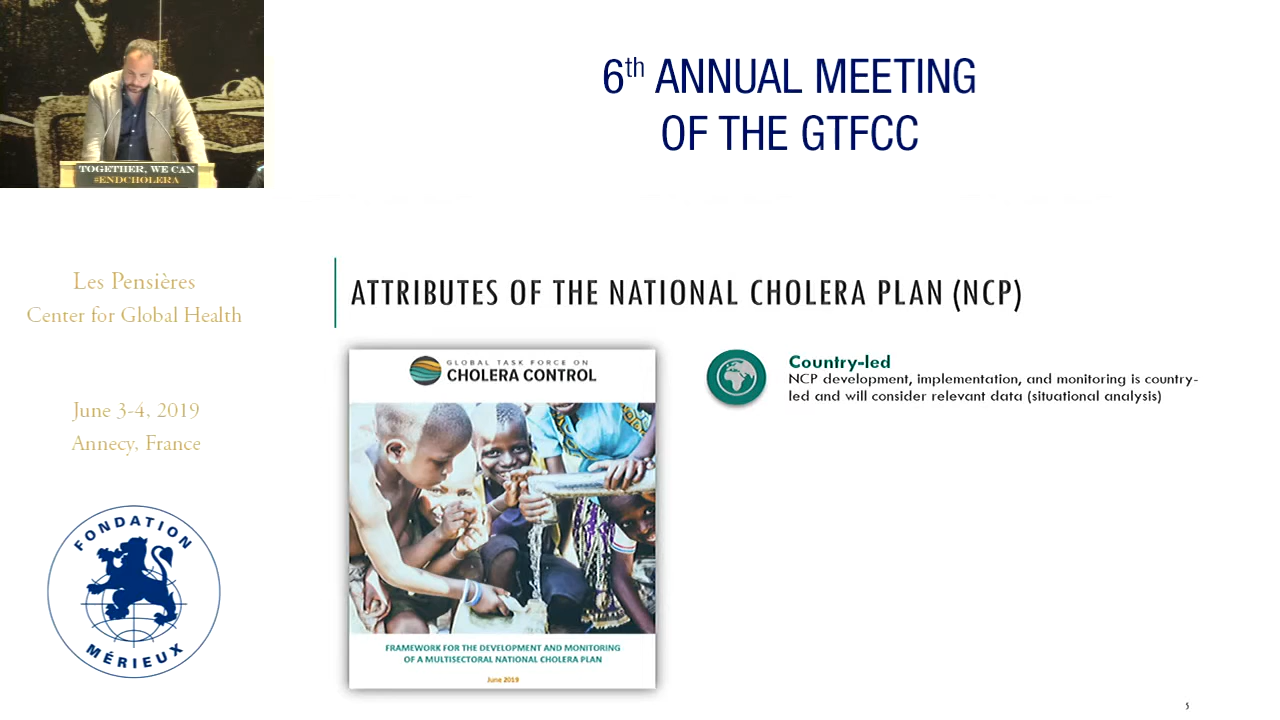 TOGETHER, WE CAN
#ENDCHOLERA
6th ANNUAL MEETING
OF THE GTFCC
Les Pensières
Center for Global Health
June 3-4, 2019
Annecy, France
FONDATION
MÉRIEUX
ATTRIBUTES OF THE NATIONAL CHOLERA PLAN (NCP)
GLOBAL TASK FORCE ON
CHOLERA CONTROL
FRAMEWORK FOR THE DEVELOPMENT AND MONITORING
OF A MULTISECTORAL NATIONAL CHOLERA PLAN
June 2019
Country-led
NCP development, implementation, and monitoring is country-
led and will consider relevant data (situational analysis)
5